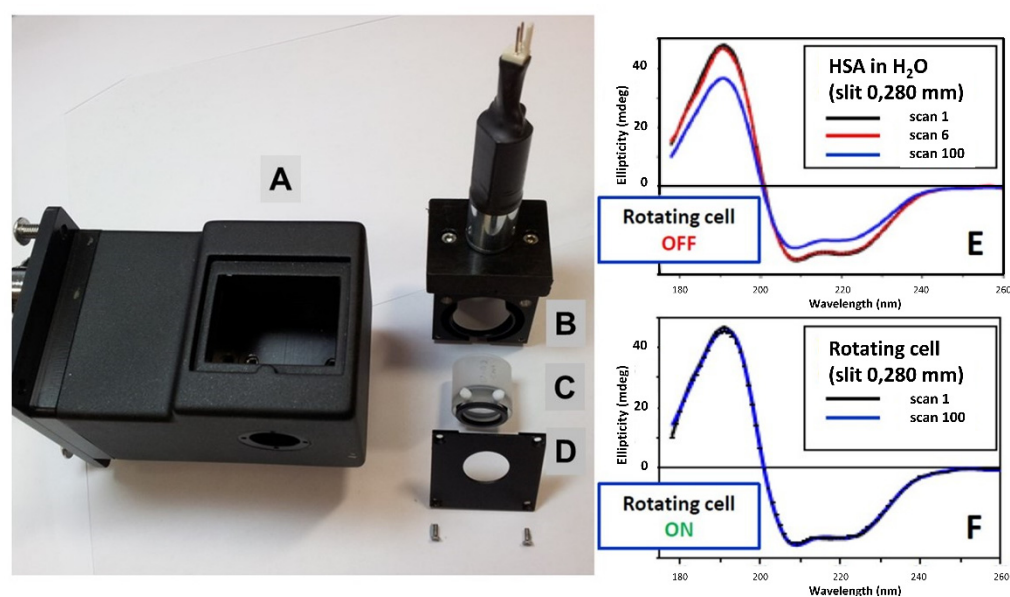 A
B
C
D
Ellipticity (mdeg)
40
20
0
HSA in H₂O
(slit 0,280 mm)
scan 1
scan 6
scan 100
Rotating cell
OFF
E
180 200 220 240 260
Wavelength (nm)
Ellipticity (mdeg)
40
20
0
Rotating cell
(slit 0,280 mm)
scan 1
scan 100
Rotating cell
ON
F
180 200 220 240 260
Wavelength (nm)